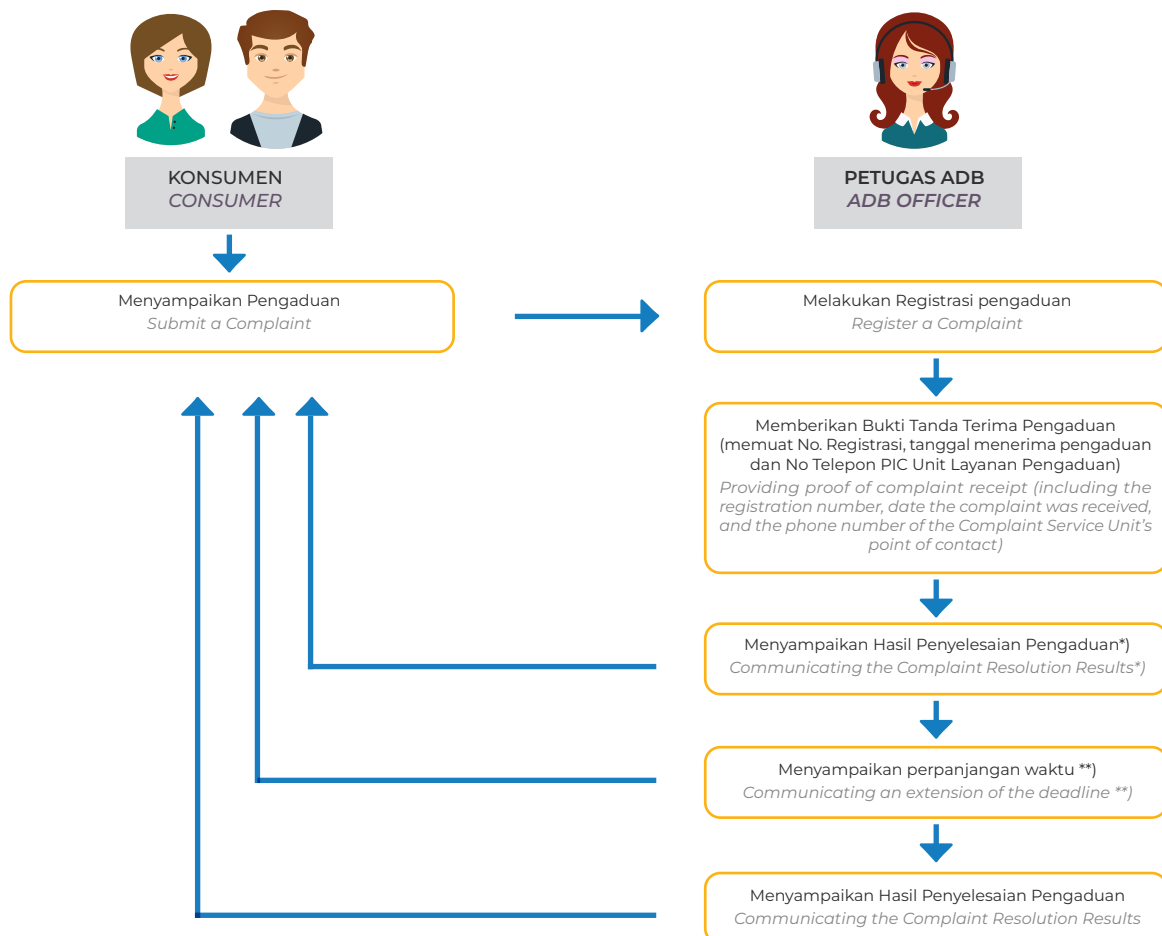 KONSUMEN
CONSUMER
PETUGAS ADB
ADB OFFICER
Menyampaikan Pengaduan
Submit a Complaint
Melakukan Registrasi pengaduan
Register a Complaint
Memberikan Bukti Tanda Terima Pengaduan
(memuat No. Registrasi, tanggal menerima pengaduan
dan No Telepon PIC Unit Layanan Pengaduan)
Providing proof of complaint receipt (including the
registration number, date the complaint was received,
and the phone number of the Complaint Service Unit's
point of contact)
Menyampaikan Hasil Penyelesaian Pengaduan*)
Communicating the Complaint Resolution Results*)
Menyampaikan perpanjangan waktu **)
Communicating an extension of the deadline **)
Menyampaikan Hasil Penyelesaian Pengaduan
Communicating the Complaint Resolution Results